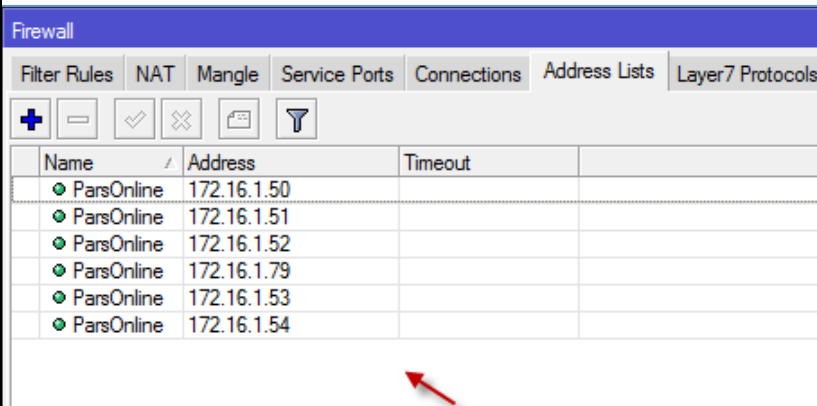 Firewall
Filter Rules NAT Mangle Service Ports Connections Address Lists Layer7 Protocols
Name Address Timeout
ParsOnline 172.16.1.50
ParsOnline 172.16.1.51
ParsOnline 172.16.1.52
ParsOnline 172.16.1.79
ParsOnline 172.16.1.53
ParsOnline 172.16.1.54